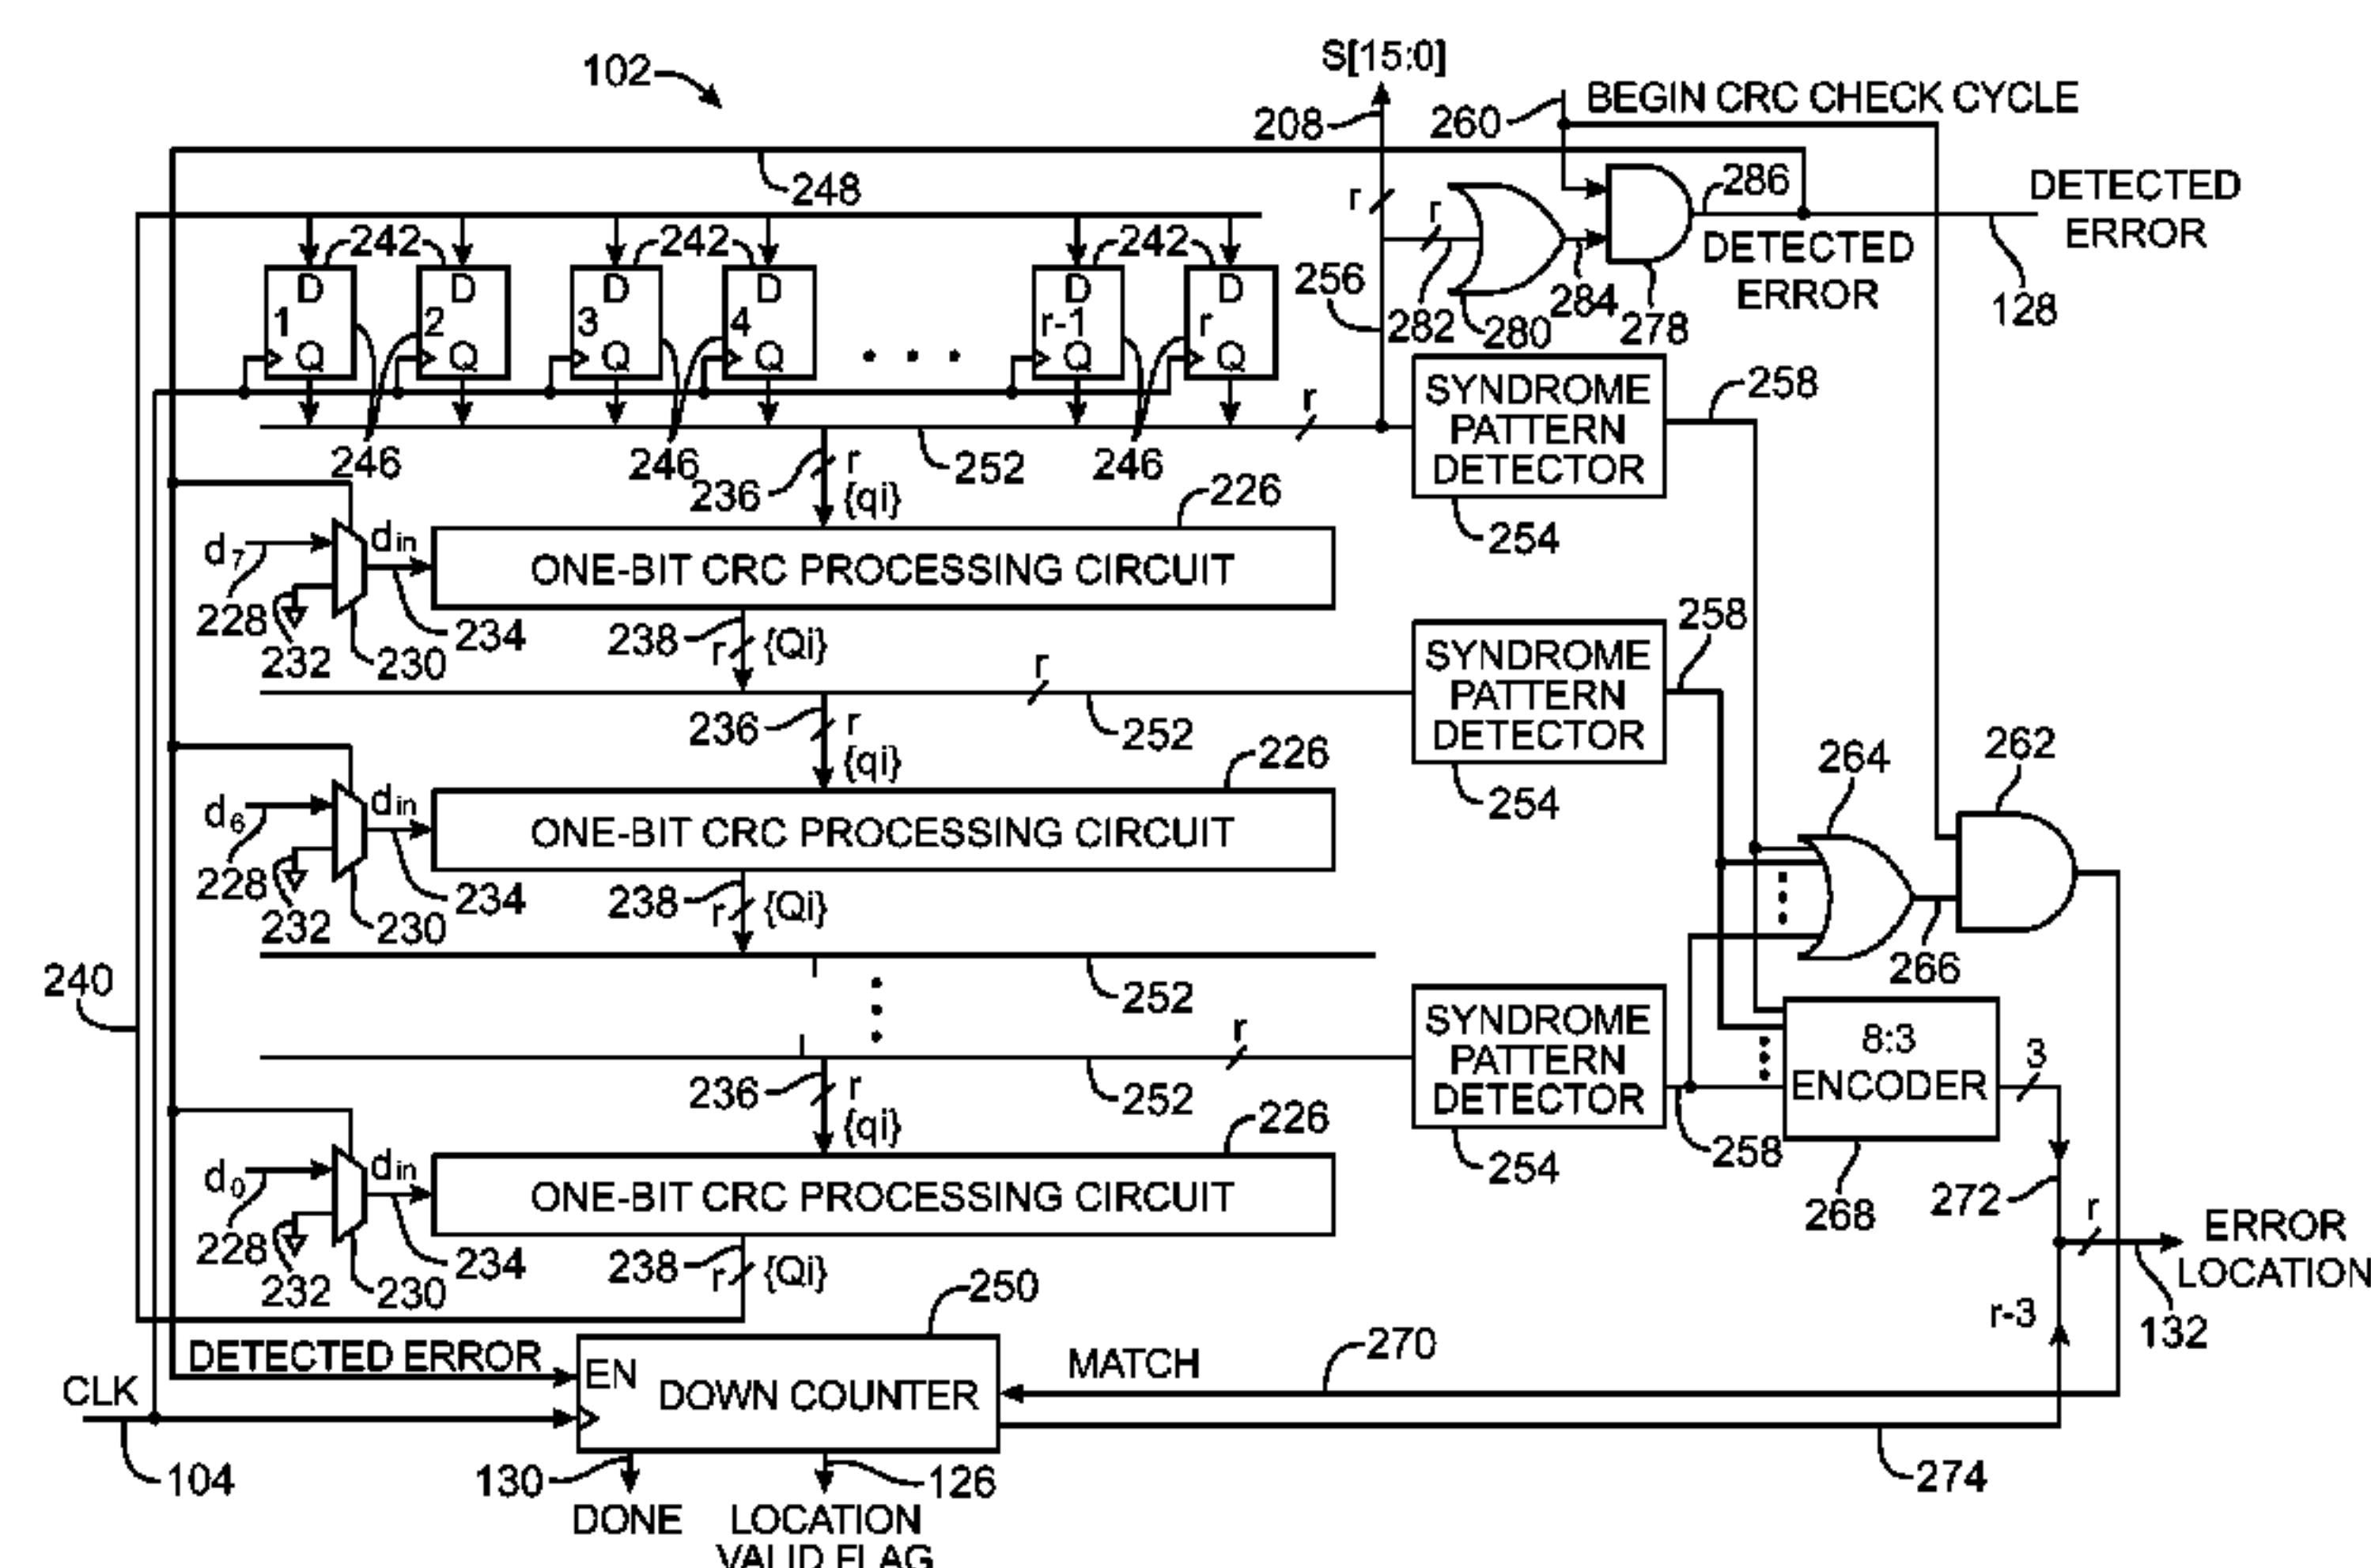 102
S[15:0]
208
260
BEGIN CRC CHECK CYCLE
248
r
r
286
DETECTED
ERROR
DETECTED
ERROR
128
242
242
242
D
1
Q
D
2
Q
D
3
Q
D
4
Q
D
r-1
Q
D
r
Q
256
282
280
284
278
246
246
246
252
r
SYNDROME
PATTERN
DETECTOR
258
254
236
r
{qi}
226
d7
din
ONE-BIT CRC PROCESSING CIRCUIT
228
232
230
234
238
r
{Qi}
r
252
SYNDROME
PATTERN
DETECTOR
258
254
236
r
{qi}
226
d6
din
ONE-BIT CRC PROCESSING CIRCUIT
228
232
230
234
238
r
{Qi}
264
262
266
240
252
r
252
SYNDROME
PATTERN
DETECTOR
258
254
8:3
ENCODER
3
268
272
236
r
{qi}
226
d0
din
ONE-BIT CRC PROCESSING CIRCUIT
228
232
230
234
238
r
{Qi}
r
ERROR
LOCATION
132
r-3
250
DETECTED ERROR
EN
DOWN COUNTER
MATCH
270
CLK
104
274
130
126
DONE
LOCATION
VALID FLAG